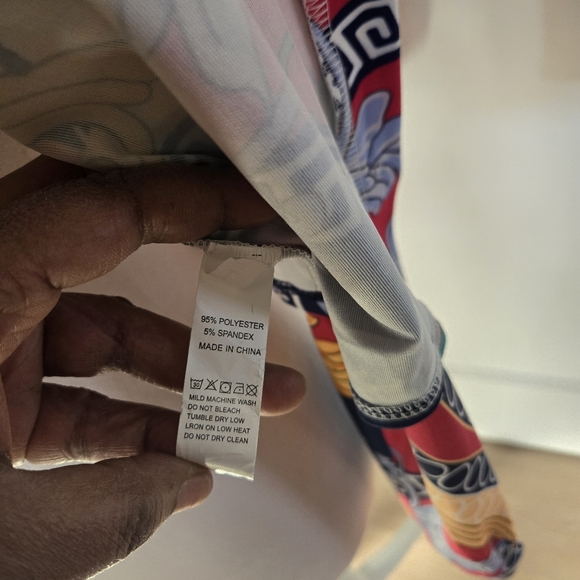 95% POLYESTER
5% SPANDEX
MADE IN CHINA
30
MILD MACHINE WASH
DO NOT BLEACH
TUMBLE DRY LOW
LRON ON LOW HEAT
DO NOT DRY CLEAN